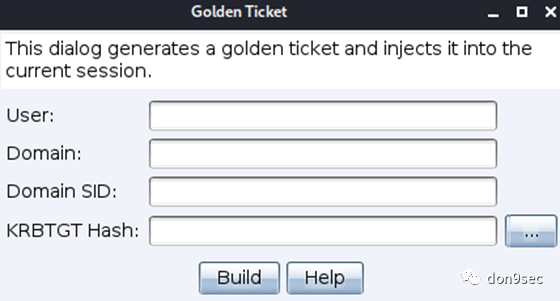 Golden Ticket
This dialog generates a golden ticket and injects it into the
current session.
User:
Domain:
Domain SID:
KRBTGT Hash:
...
Build
Help
don9sec